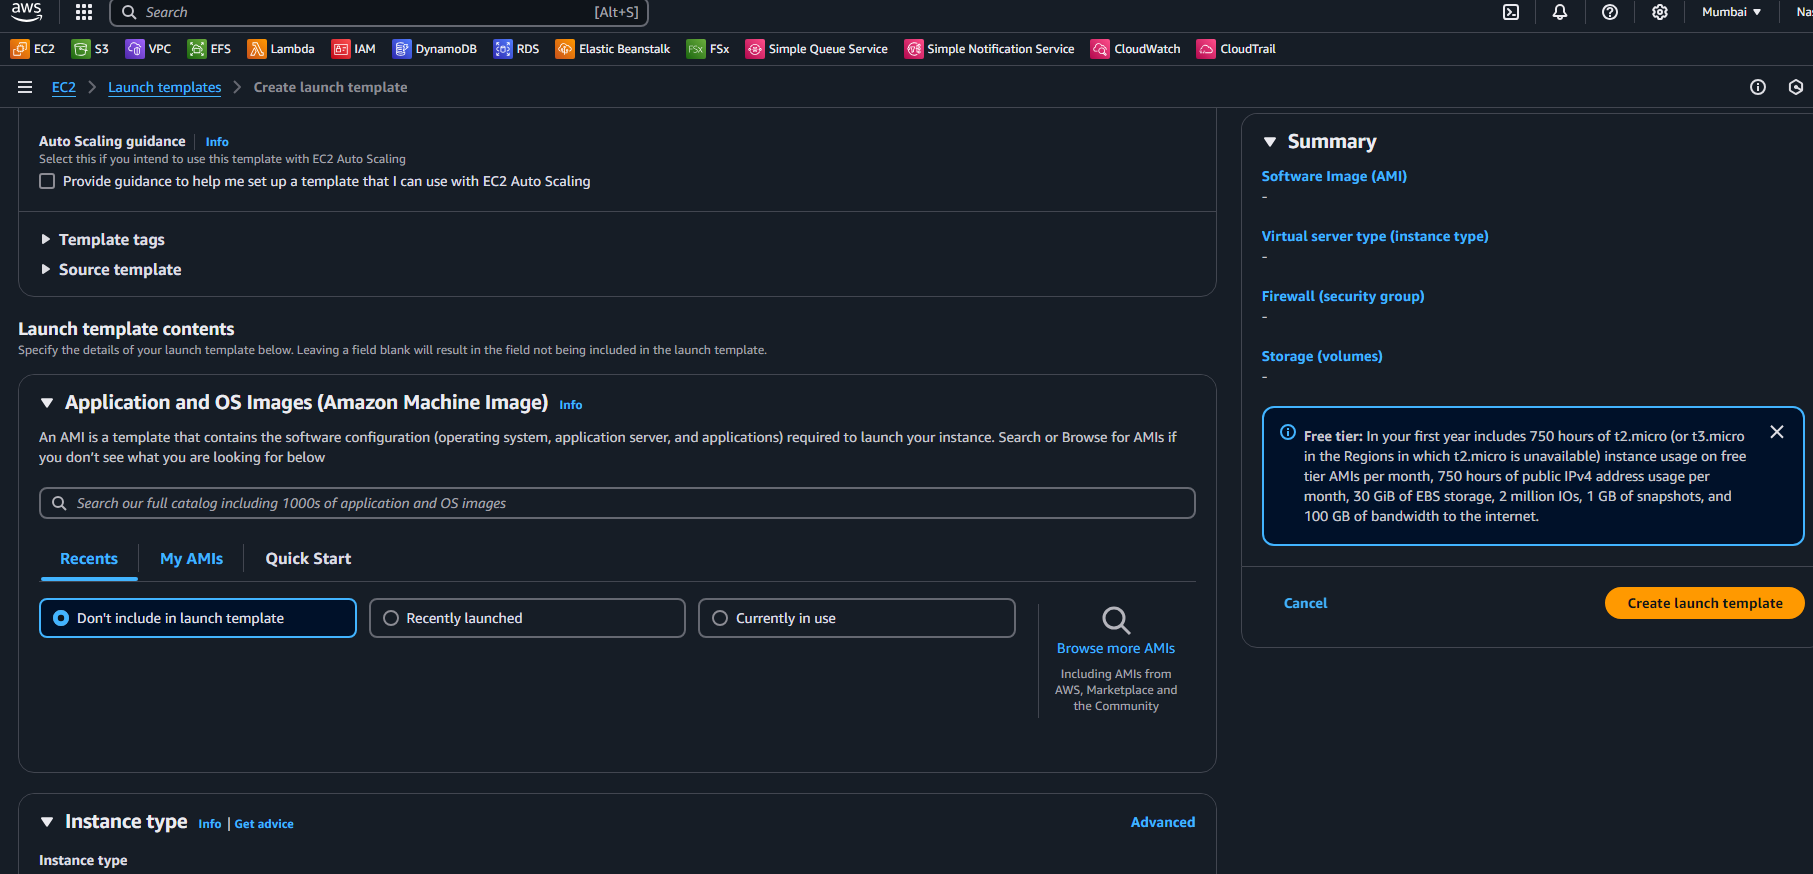 aws
Search [Alt+S]
Mumbai
EC2 S3 VPC EFS Lambda IAM DynamoDB RDS Elastic Beanstalk FSx FSx Simple Queue Service Simple Notification Service CloudWatch CloudTrail
EC2 Launch templates Create launch template
Auto Scaling guidance Info
Select this if you intend to use this template with EC2 Auto Scaling
Provide guidance to help me set up a template that I can use with EC2 Auto Scaling
Template tags
Source template
Launch template contents
Specify the details of your launch template below. Leaving a field blank will result in the field not being included in the launch template.
Application and OS Images (Amazon Machine Image) Info
An AMI is a template that contains the software configuration (operating system, application server, and applications) required to launch your instance. Search or Browse for AMIs if
you don’t see what you are looking for below
Search our full catalog including 1000s of application and OS images
Recents My AMIs Quick Start
Don't include in launch template
Recently launched
Currently in use
Browse more AMIs
Including AMIs from
AWS, Marketplace and
the Community
Instance type Info | Get advice
Advanced
Instance type
Summary
Software Image (AMI)
-
Virtual server type (instance type)
-
Firewall (security group)
-
Storage (volumes)
-
Free tier: In your first year includes 750 hours of t2.micro (or t3.micro
in the Regions in which t2.micro is unavailable) instance usage on free
tier AMIs per month, 750 hours of public IPv4 address usage per
month, 30 GiB of EBS storage, 2 million IOs, 1 GB of snapshots, and
100 GB of bandwidth to the internet.
Cancel
Create launch template